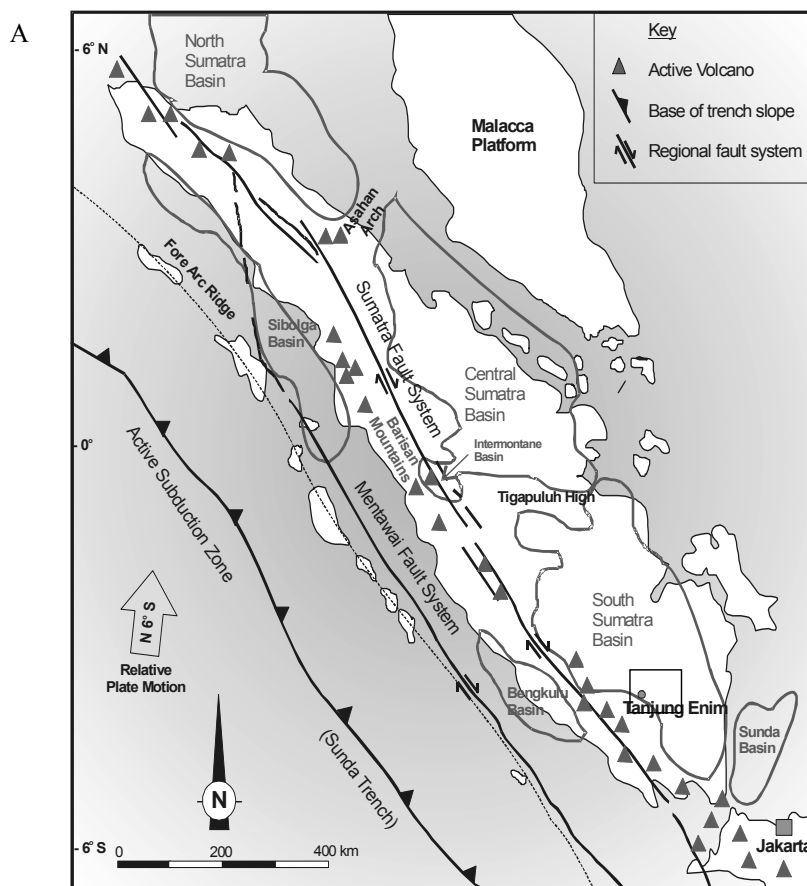 A
6° N
North
Sumatra
Basin
Key
Active Volcano
Base of trench slope
Regional fault system
Malacca
Platform
Asahan
Arch
Fore Arc Ridge
Sibolga
Basin
Sumatra Fault System
Central
Sumatra
Basin
Barisan
Mountains
Intermontane
Basin
0°
Active Subduction Zone
Mentawai Fault System
Tigapuluh High
N 6° S
Relative
Plate Motion
South
Sumatra
Basin
Bengkulu
Basin
Tanjung Enim
Sunda
Basin
(Sunda Trench)
N
6° S
Jakarta
0 200 400 km